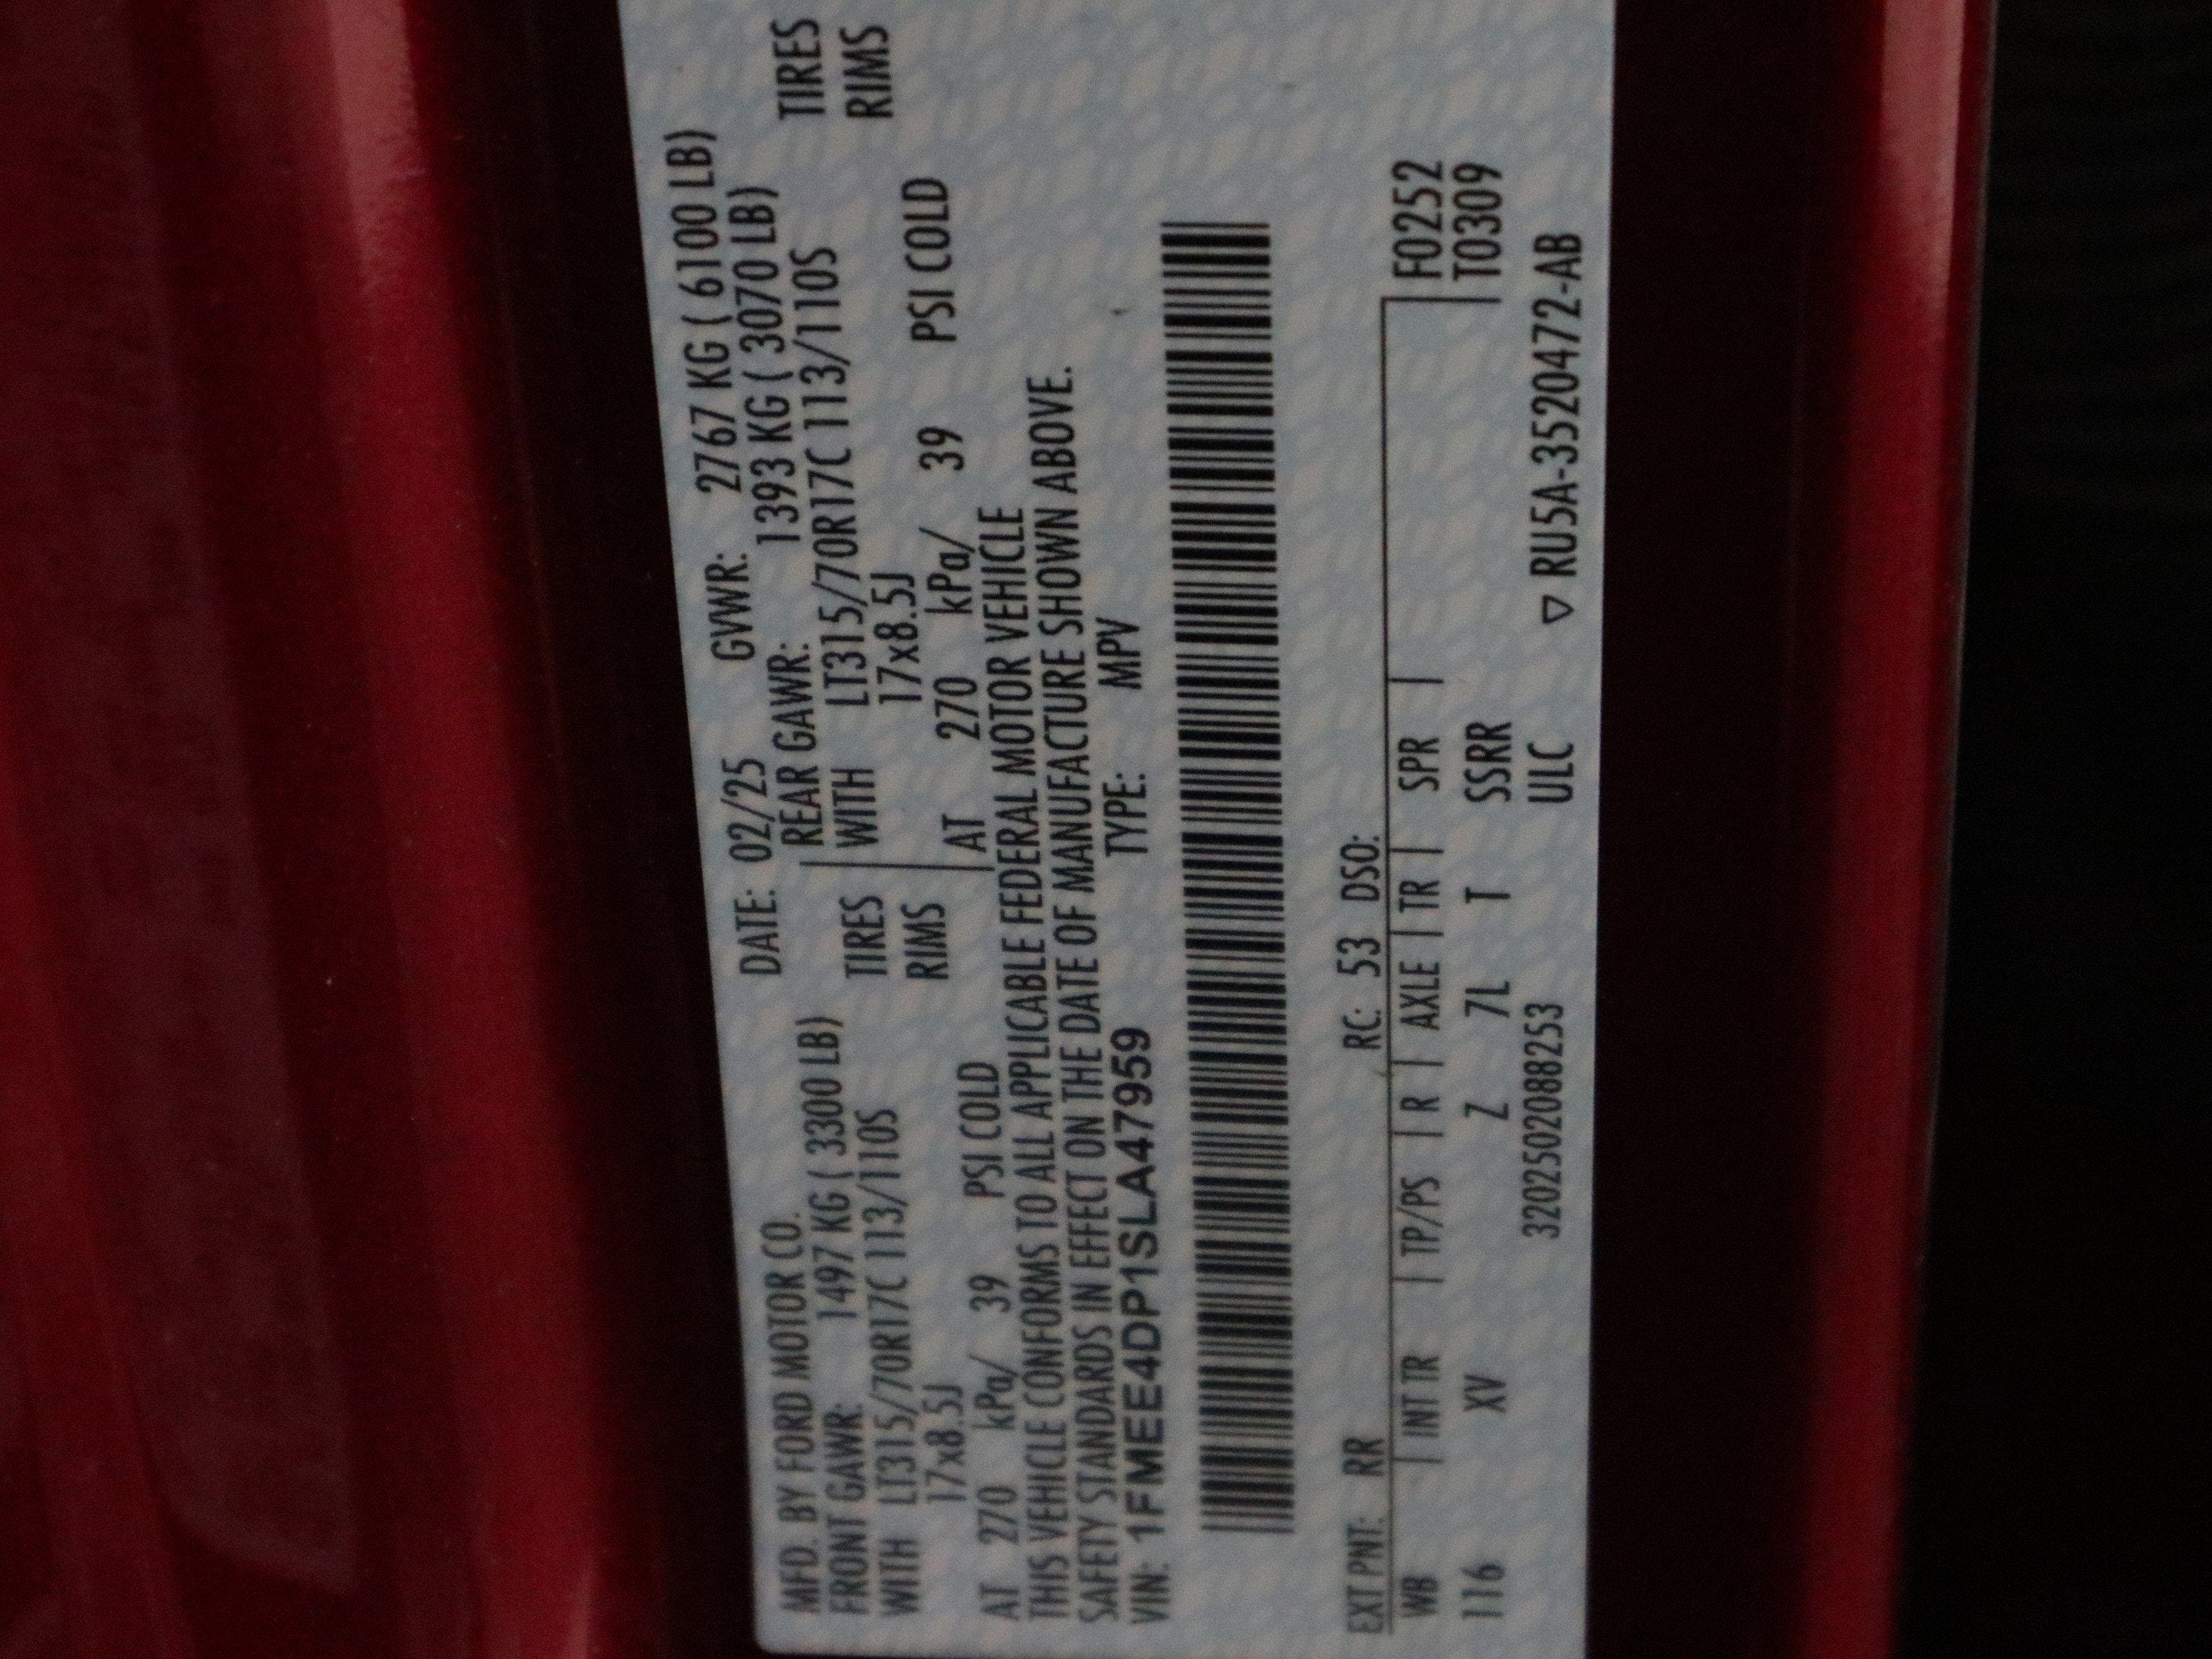 MFD. BY FORD MOTOR CO. DATE: 02/25 GVWR: 2767 KG ( 6100 LB)
FRONT GAWR: 1497 KG ( 3300 LB) REAR GAWR: 1393 KG ( 3070 LB)
WITH LT315/70R17C 113/110S TIRES WITH LT315/70R17C 113/110S TIRES
17x8.5J RIMS 17x8.5J RIMS
AT 270 kPa/ 39 PSI COLD AT 270 kPa/ 39 PSI COLD
THIS VEHICLE CONFORMS TO ALL APPLICABLE FEDERAL MOTOR VEHICLE
SAFETY STANDARDS IN EFFECT ON THE DATE OF MANUFACTURE SHOWN ABOVE.
VIN: 1FMEE4DP1SLA47959 TYPE: MPV
EXT PNT: RR RC: 53 DSO:
WB | INT TR | TP/PS | R | AXLE | TR | SPR | F0252
116 XV Z 7L T SSRR T0309
3202502088253 ULC ▽ RU5A-3520472-AB